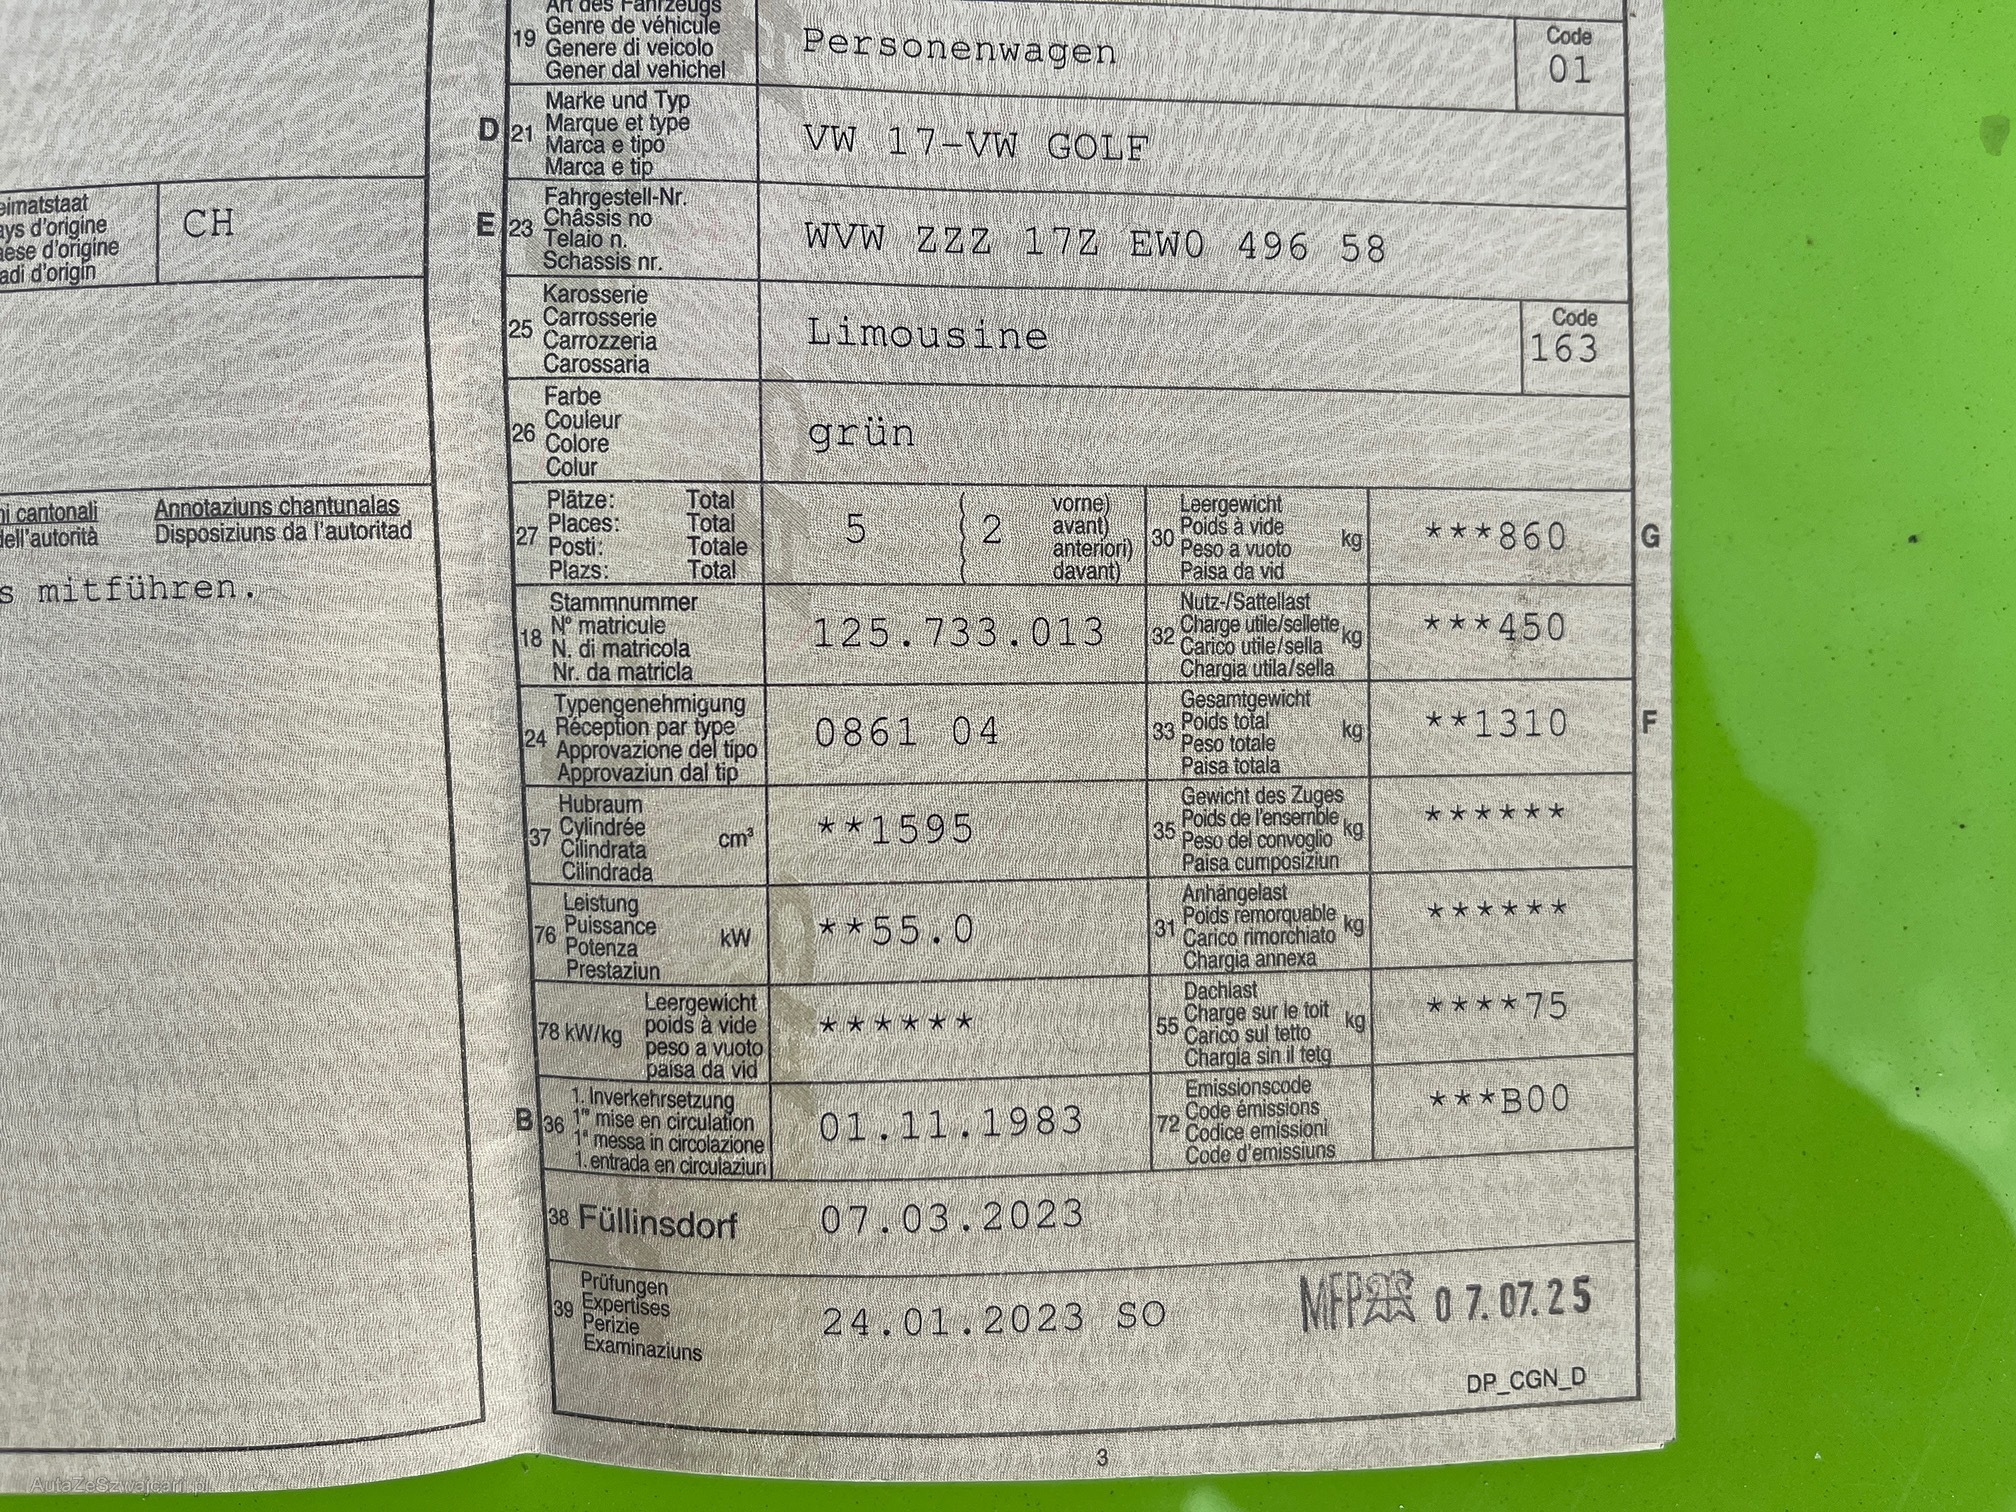 eimatstaat
ays d'origine
aese d'origine
adi d'origin
CH
ni cantonali Annotaziuns chantunalas
dell'autorità Disposiziuns da l'autoritad
s mitführen.
Art des Fahrzeugs
19 Genre de véhicule
Genere di veicolo
Gener dal vehichel
Personenwagen
Code
01
D 21 Marke und Typ
Marque et type
Marca e tipo
Marca e tip
VW 17-VW GOLF
E 23 Fahrgestell-Nr.
Châssis no
Telaio n.
Schassis nr.
WVW ZZZ 17Z EW0 496 58
25 Karosserie
Carrosserie
Carrozzeria
Carossaria
Limousine
Code
163
26 Farbe
Couleur
Colore
Colur
grün
27 Plätze: Total
Places: Total
Posti: Totale
Plazs: Total
5 { 2 vorne)
avant)
anteriori)
davant)
30 Leergewicht
Poids à vide
Peso a vuoto
Paisa da vid
kg
***860
G
18 Stammnummer
N° matricule
N. di matricola
Nr. da matricla
125.733.013
32 Nutz-/Sattellast
Charge utile/sellette
Carico utile/sella
Chargia utila/sella
kg
***450
24 Typengenehmigung
Réception par type
Approvazione del tipo
Approvaziun dal tip
0861 04
33 Gesamtgewicht
Poids total
Peso totale
Paisa totala
kg
**1310
F
37 Hubraum
Cylindrée
Cilindrata
Cilindrada
cm³
**1595
35 Gewicht des Zuges
Poids de l'ensemble
Peso del convoglio
Paisa cumposiziun
kg
******
76 Leistung
Puissance
Potenza
Prestaziun
kW
**55.0
31 Anhängelast
Poids remorquable
Carico rimorchiato
Chargia annexa
kg
******
78 kW/kg
Leergewicht
poids à vide
peso a vuoto
paisa da vid
******
55 Dachlast
Charge sur le toit
Carico sul tetto
Chargia sin il tetg
kg
****75
B 36 1. Inverkehrsetzung
1re mise en circulation
1a messa in circolazione
1. entrada en circulaziun
01.11.1983
72 Emissionscode
Code émissions
Codice emissioni
Code d'emissiuns
***B00
38 Füllinsdorf 07.03.2023
39 Prüfungen
Expertises
Perizie
Examinaziuns
24.01.2023 SO
MFP 07.07.25
DP_CGN_D
3
AutaZeSzwajcarii.pl